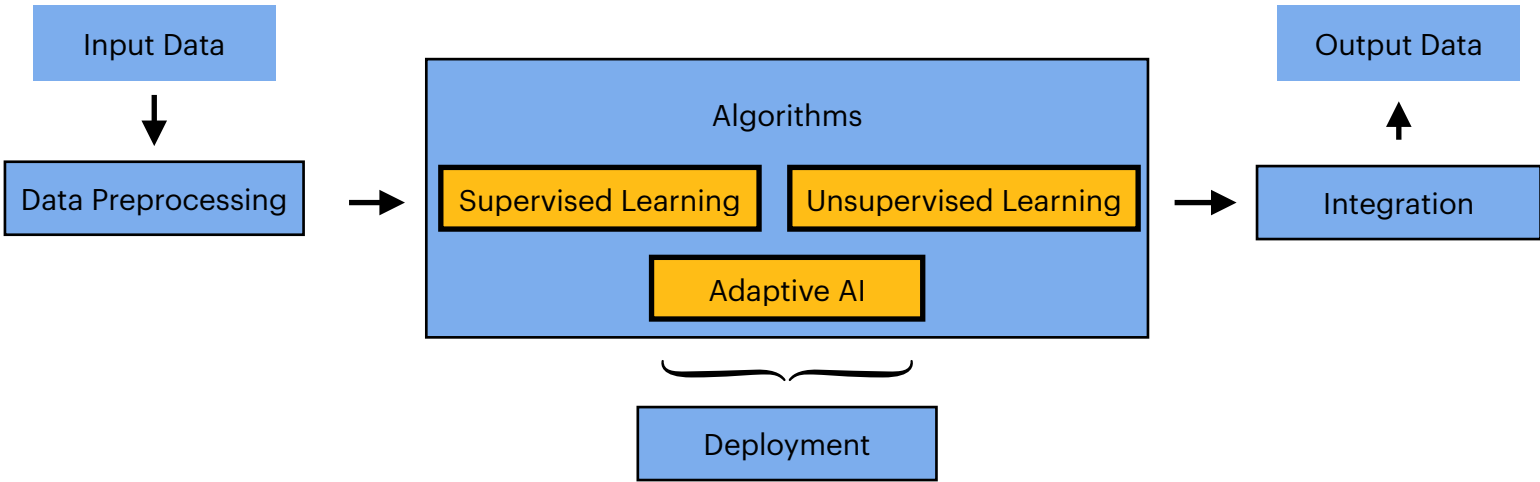 Input Data
Data Preprocessing
Algorithms
Supervised Learning
Unsupervised Learning
Adaptive AI
Deployment
Integration
Output Data